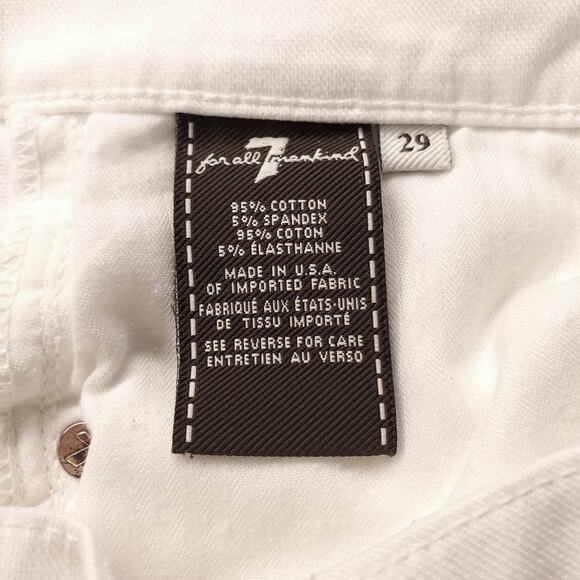 7
for all mankind
29
95% COTTON
5% SPANDEX
95% COTON
5% ÉLASTHANNE
MADE IN U.S.A.
OF IMPORTED FABRIC
FABRIQUÉ AUX ÉTATS-UNIS
DE TISSU IMPORTÉ
SEE REVERSE FOR CARE
ENTRETIEN AU VERSO